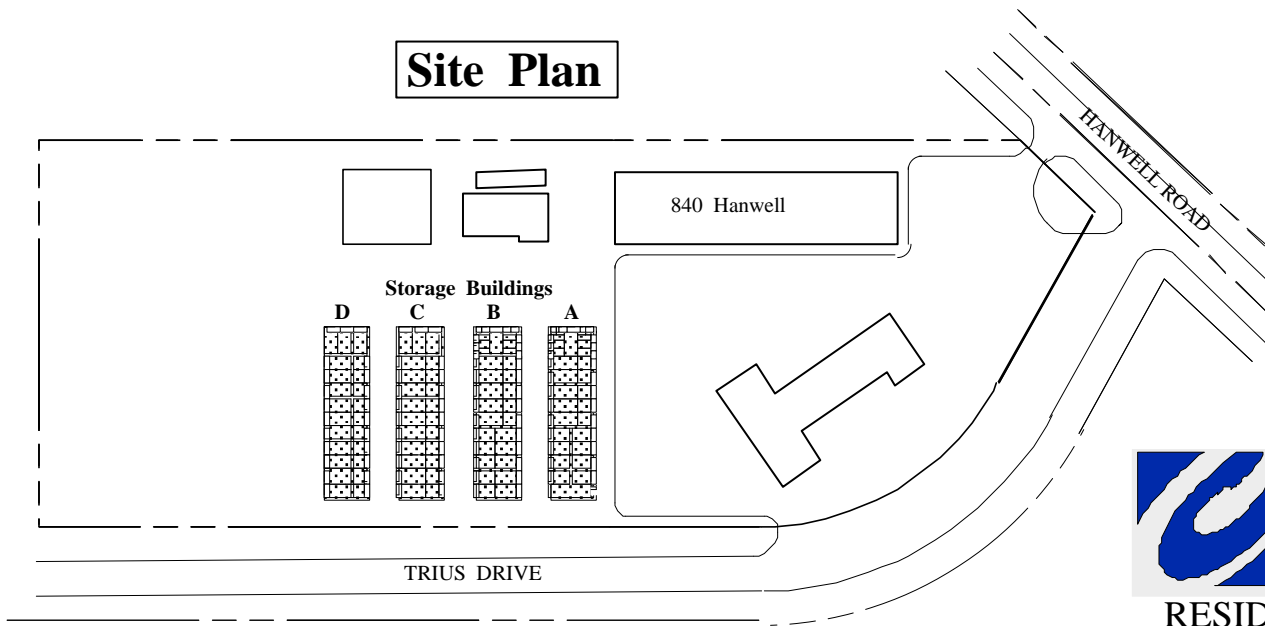 Site Plan
HANWELL ROAD
840 Hanwell
Storage Buildings
D C B A
TRIUS DRIVE
RESID